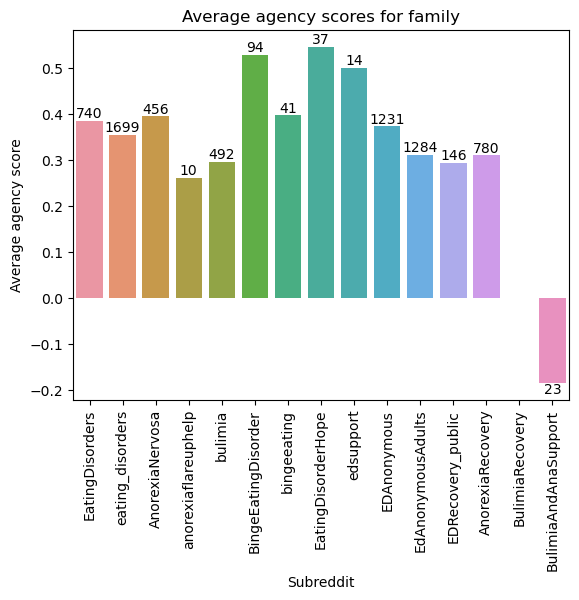 Average agency scores for family
Average agency score
0.5
0.4
0.3
0.2
0.1
0.0
−0.1
−0.2
740
1699
456
10
492
94
41
37
14
1231
1284
146
780
23
EatingDisorders
eating_disorders
AnorexiaNervosa
anorexiaflareuphelp
bulimia
BingeEatingDisorder
bingeeating
EatingDisorderHope
edsupport
EDAnonymous
EdAnonymousAdults
EDRecovery_public
AnorexiaRecovery
BulimiaRecovery
BulimiaAndAnaSupport
Subreddit